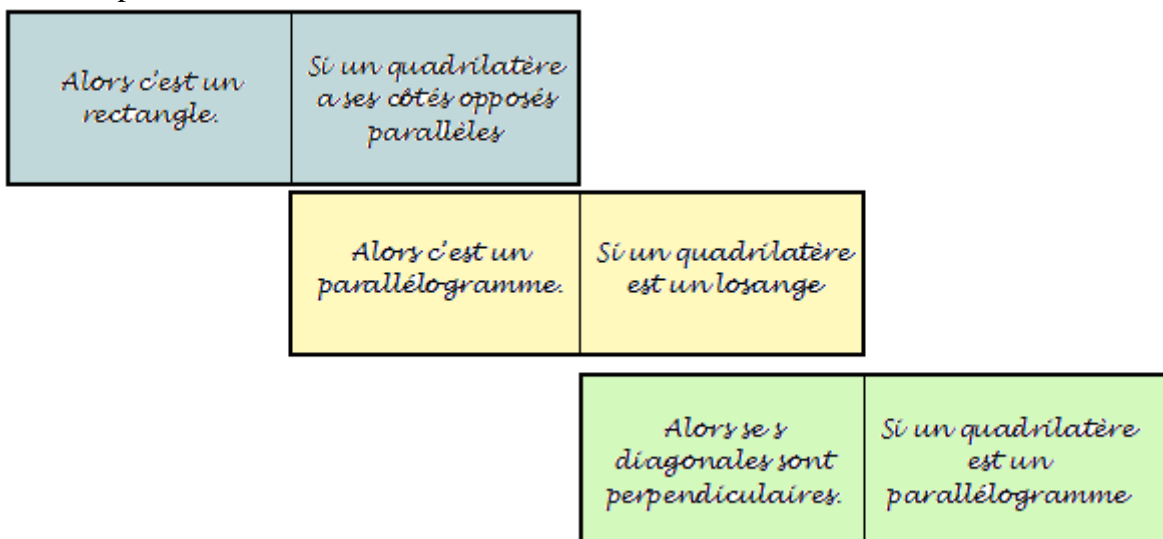 Alors c'est un
rectangle.
Si un quadrilatère
a ses côtés opposés
parallèles
Alors c'est un
parallélogramme.
Si un quadrilatère
est un losange
Alors se s
diagonales sont
perpendiculaires.
Si un quadrilatère
est un
parallélogramme